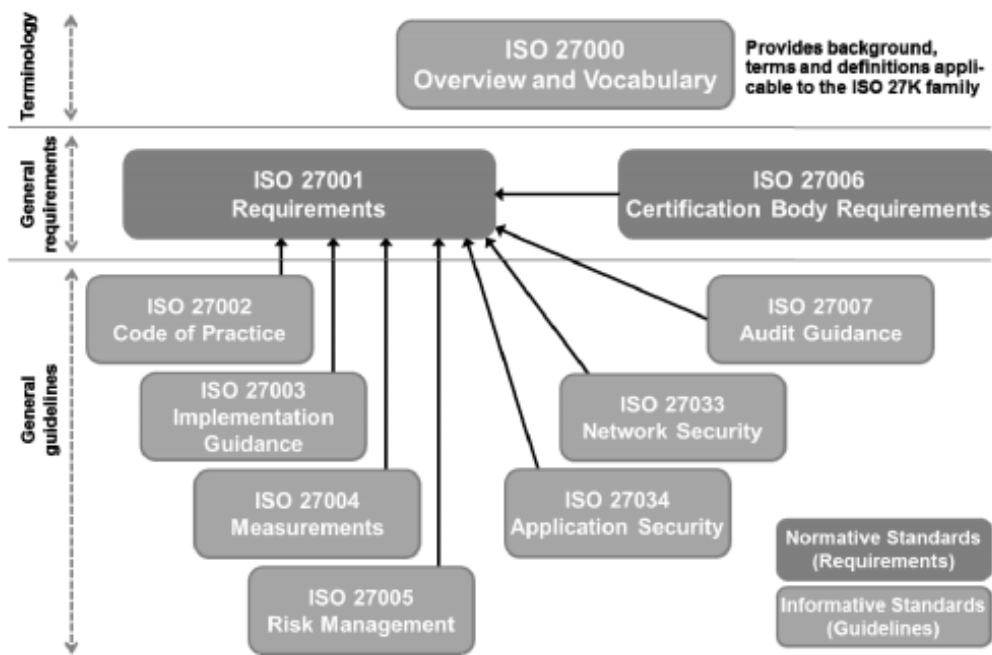 Terminology
ISO 27000
Overview and Vocabulary
Provides background,
terms and definitions appli-
cable to the ISO 27K family
General
requirements
ISO 27001
Requirements
ISO 27006
Certification Body Requirements
General
guidelines
ISO 27002
Code of Practice
ISO 27007
Audit Guidance
ISO 27003
Implementation
Guidance
ISO 27033
Network Security
ISO 27004
Measurements
ISO 27034
Application Security
ISO 27005
Risk Management
Normative Standards
(Requirements)
Informative Standards
(Guidelines)